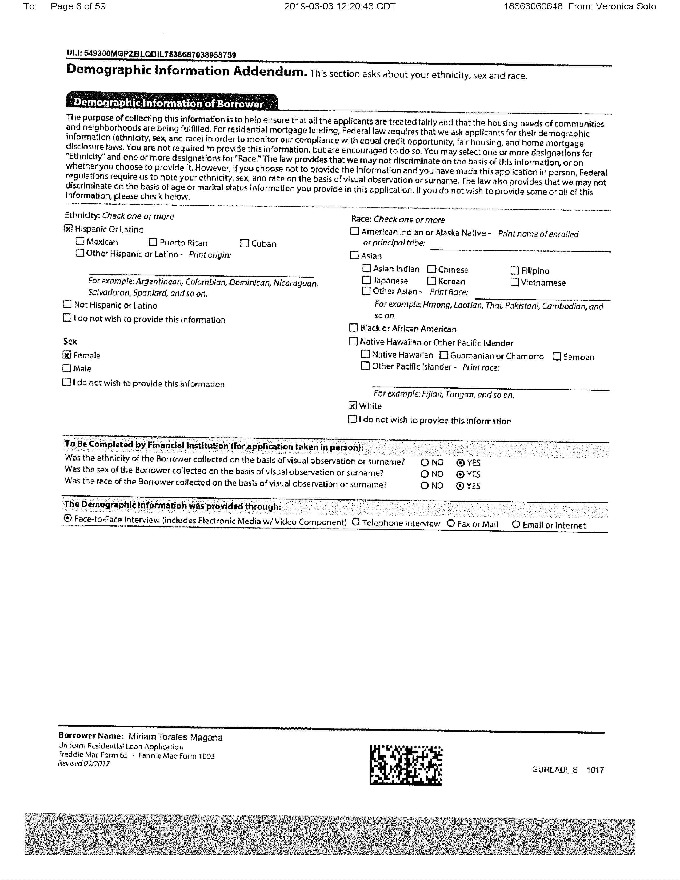 To: Page 6 of 59 2019-03-03 12:20:43 CDT 18363060648 From: Veronica Soto
Demographic Information Addendum. This section asks about your ethnicity, sex and race.
Demographic Information of Borrower
The purpose of collecting this information is to help ensure that all the applicants are treated fairly and that the housing needs of communities
and neighborhoods are being fulfilled. For residential mortgage lending, Federal law requires that we ask applicants for their demographic
information (ethnicity, sex, and race) in order to monitor our compliance with equal credit opportunity, fair housing, and home mortgage
disclosure laws. You are not required to provide this information, but are encouraged to do so. You may select one or more designations for
"Ethnicity" and one or more designations for "Race." The law provides that we may not discriminate on the basis of this information, or on
whether you choose to provide it. However, if you choose not to provide the information and you have made this application in person, Federal
regulations require us to note your ethnicity, sex, and race on the basis of visual observation or surname. The law also provides that we may not
discriminate on the basis of age or marital status information you provide in this application. If you do not wish to provide some or all of this
information, please check below.
Ethnicity: Check one or more
Hispanic or Latino
Mexican Puerto Rican Cuban
Other Hispanic or Latino - Print origin:
For example: Argentinean, Colombian, Dominican, Nicaraguan,
Salvadoran, Spaniard, and so on.
Not Hispanic or Latino
I do not wish to provide this information
Sex
Female
Male
I do not wish to provide this information
Race: Check one or more
American Indian or Alaska Native - Print name of enrolled
or principal tribe:
Asian
Asian Indian Chinese Filipino
Japanese Korean Vietnamese
Other Asian - Print Race:
For example: Hmong, Laotian, Thai, Pakistani, Cambodian, and
so on
Black or African American
Native Hawaiian or Other Pacific Islander
Native Hawaiian Guamanian or Chamorro Samoan
Other Pacific Islander - Print race:
For example: Fijian, Tongan, and so on.
White
I do not wish to provide this information
To Be Completed by Financial Institution (for application taken in person):
Was the ethnicity of the Borrower collected on the basis of visual observation or surname? NO YES
Was the sex of the Borrower collected on the basis of visual observation or surname? NO YES
Was the race of the Borrower collected on the basis of visual observation or surname? NO YES
The Demographic Information was provided through:
Face-to-Face Interview (includes Electronic Media w/ Video Component) Telephone Interview Fax or Mail Email or Internet
Borrower Name: Miriam Torales Magana
Uniform Residential Loan Application
Freddie Mac Form 65 • Fannie Mae Form 1003
Revised 07/2017
1017